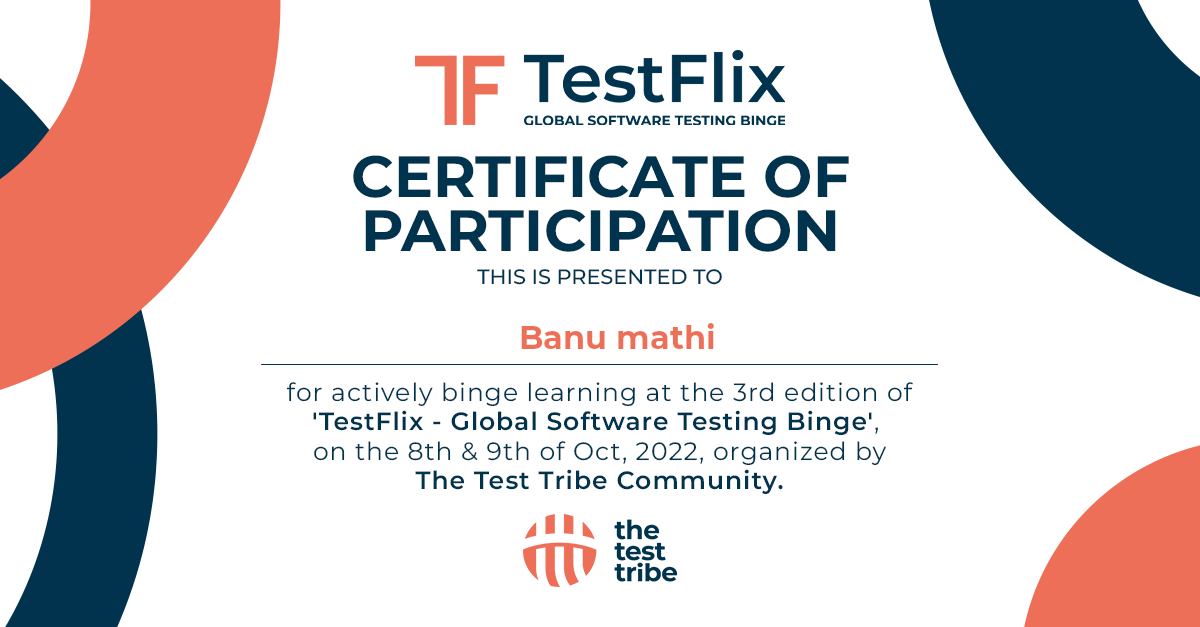 TF TestFlix
GLOBAL SOFTWARE TESTING BINGE
CERTIFICATE OF
PARTICIPATION
THIS IS PRESENTED TO
Banu mathi
for actively binge learning at the 3rd edition of
'TestFlix - Global Software Testing Binge',
on the 8th & 9th of Oct, 2022, organized by
The Test Tribe Community.
the
test
tribe